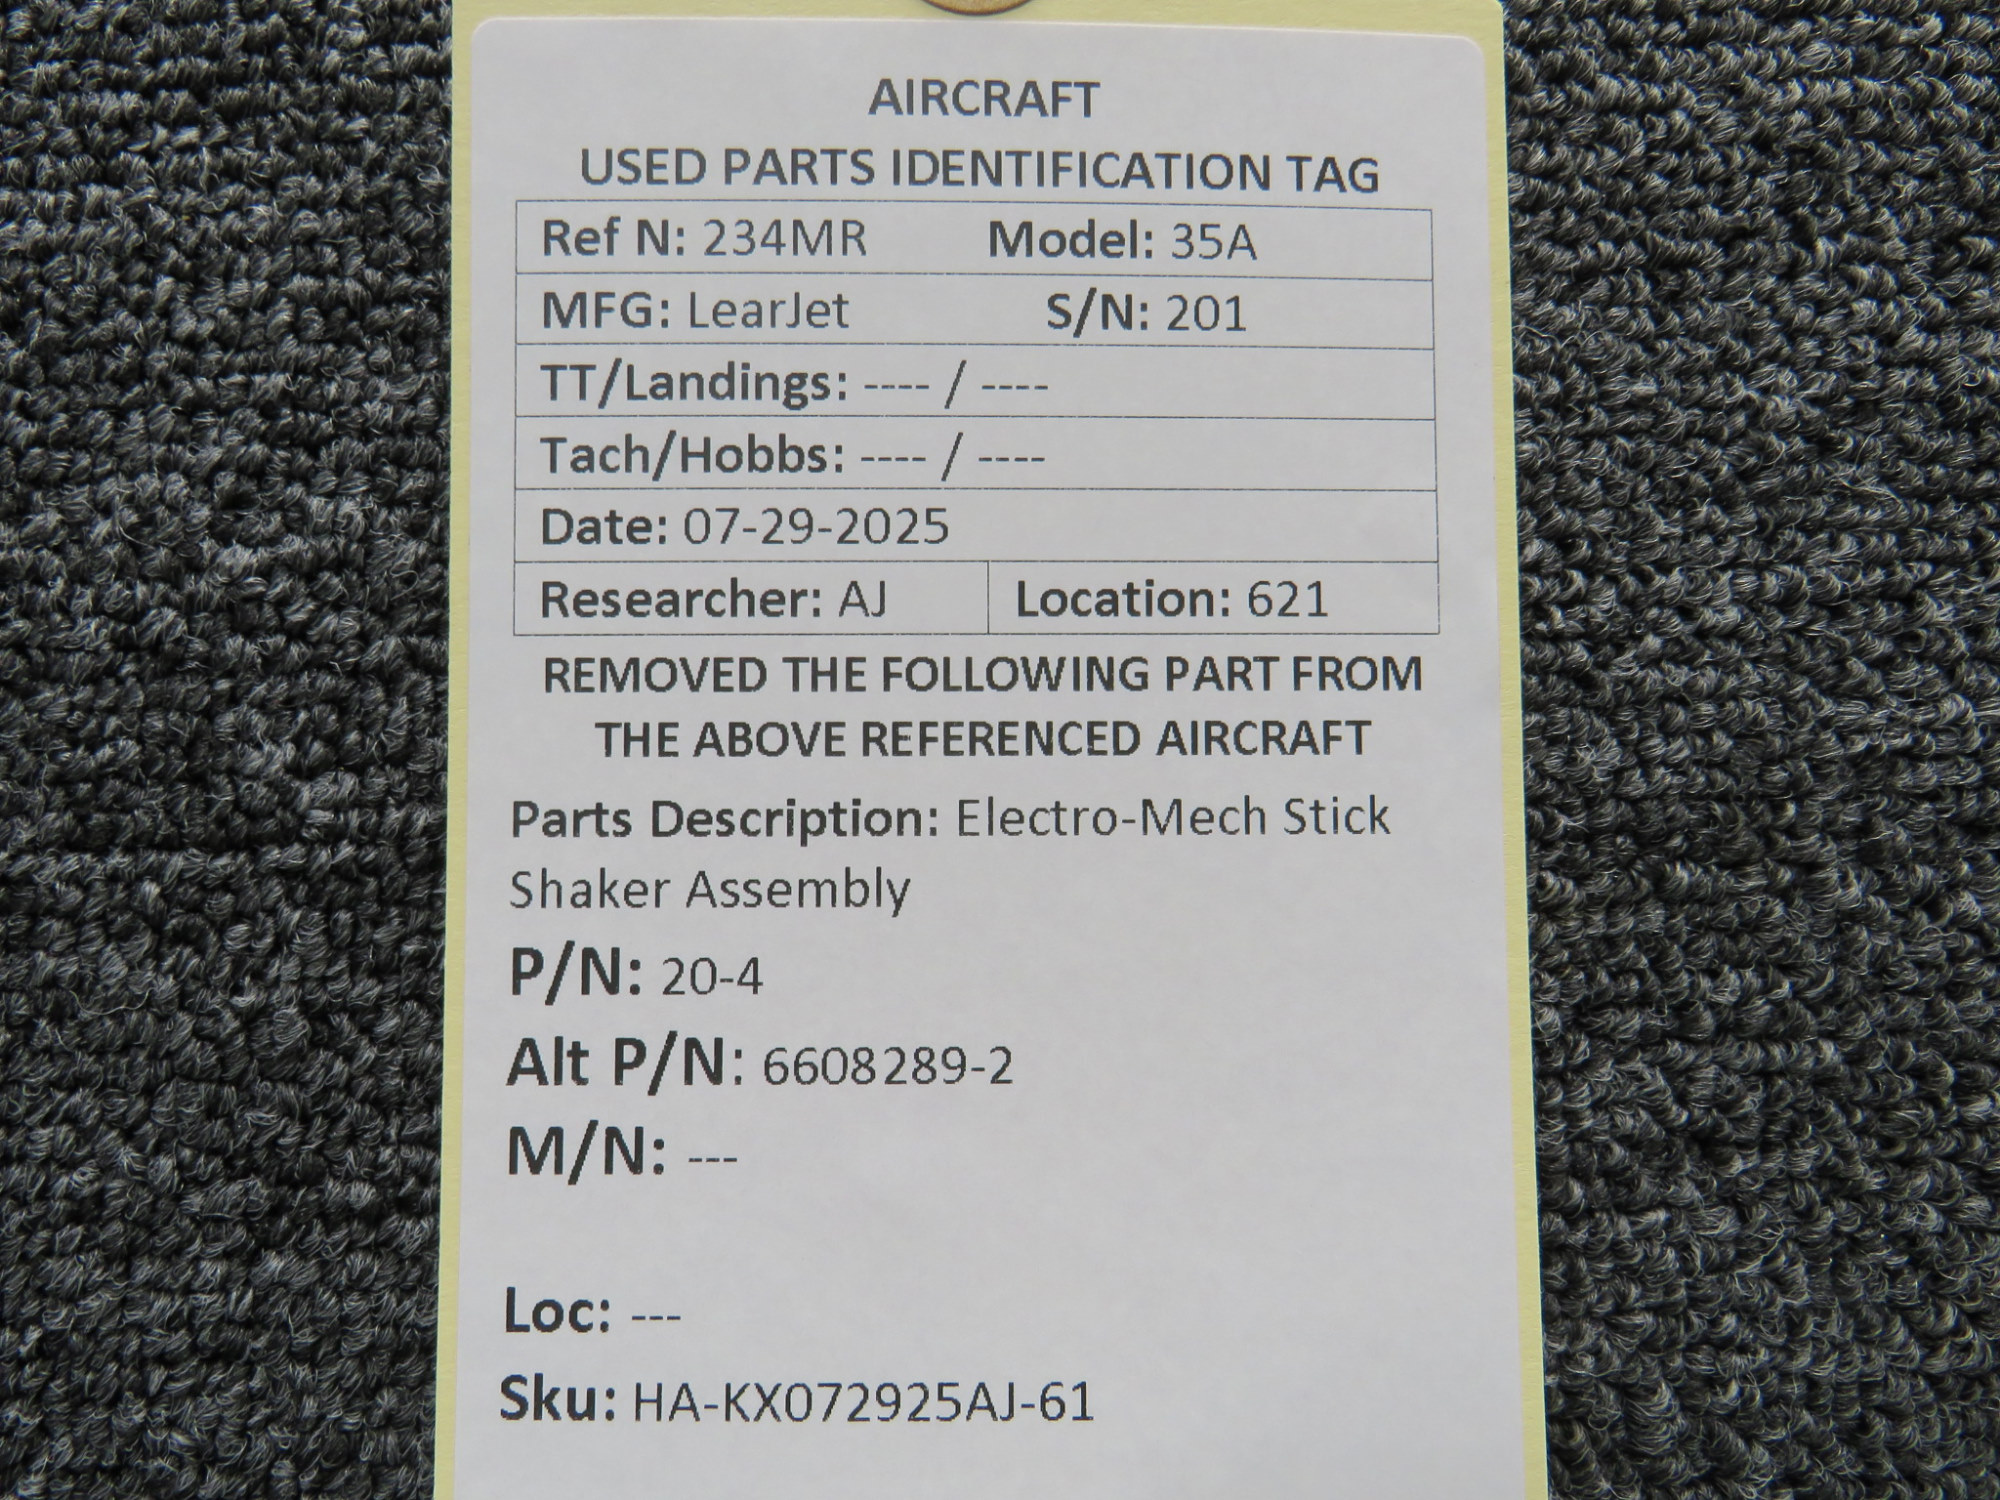 AIRCRAFT
USED PARTS IDENTIFICATION TAG
Ref N: 234MR Model: 35A
MFG: LearJet S/N: 201
TT/Landings: ---- / ----
Tach/Hobbs: ---- / ----
Date: 07-29-2025
Researcher: AJ Location: 621
REMOVED THE FOLLOWING PART FROM
THE ABOVE REFERENCED AIRCRAFT
Parts Description: Electro-Mech Stick
Shaker Assembly
P/N: 20-4
Alt P/N: 6608289-2
M/N: ---
Loc: ---
Sku: HA-KX072925AJ-61